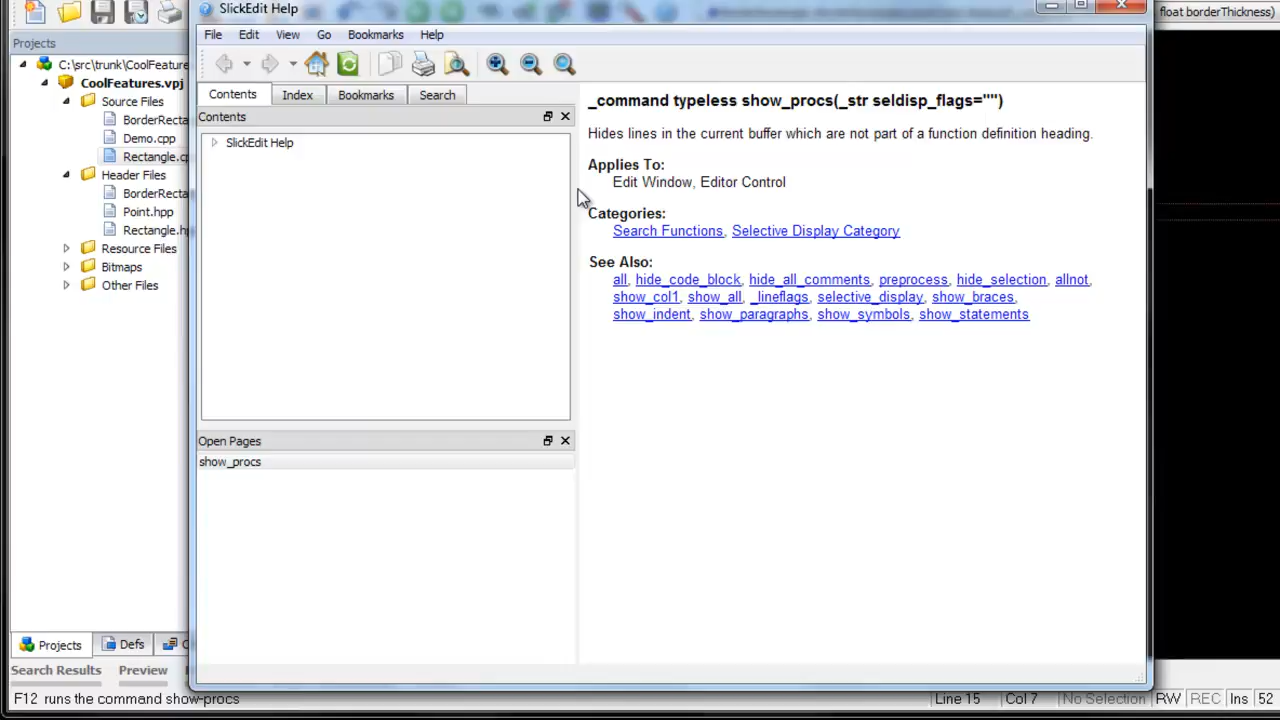 SlickEdit Help
float borderThickness)
File Edit View Go Bookmarks Help
Projects
C:\src\trunk\CoolFeature
CoolFeatures.vpj
Source Files
BorderRecta
Demo.cpp
Rectangle.cp
Header Files
BorderRecta
Point.hpp
Rectangle.h
Resource Files
Bitmaps
Other Files
Contents Index Bookmarks Search
Contents
SlickEdit Help
Open Pages
show_procs
_command typeless show_procs(_str seldisp_flags="")
Hides lines in the current buffer which are not part of a function definition heading.
Applies To:
Edit Window, Editor Control
Categories:
Search Functions, Selective Display Category
See Also:
all, hide_code_block, hide_all_comments, preprocess, hide_selection, allnot,
show_col1, show_all, _lineflags, selective_display, show_braces,
show_indent, show_paragraphs, show_symbols, show_statements
Projects Defs C
Search Results Preview
F12 runs the command show-procs
Line 15 Col 7 No Selection RW REC Ins 52